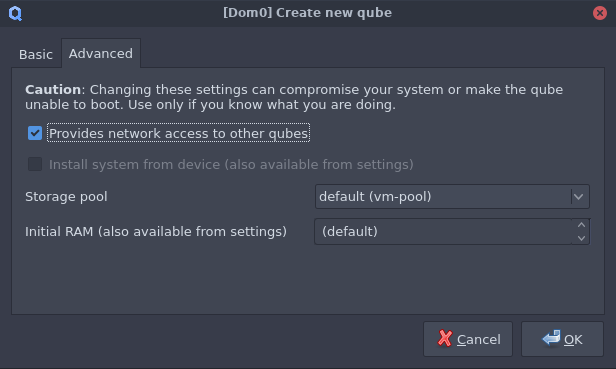 [Dom0] Create new qube
Basic
Advanced
Caution: Changing these settings can compromise your system or make the qube
unable to boot. Use only if you know what you are doing.
Provides network access to other qubes
Install system from device (also available from settings)
Storage pool
default (vm-pool)
Initial RAM (also available from settings)
(default)
Cancel
OK